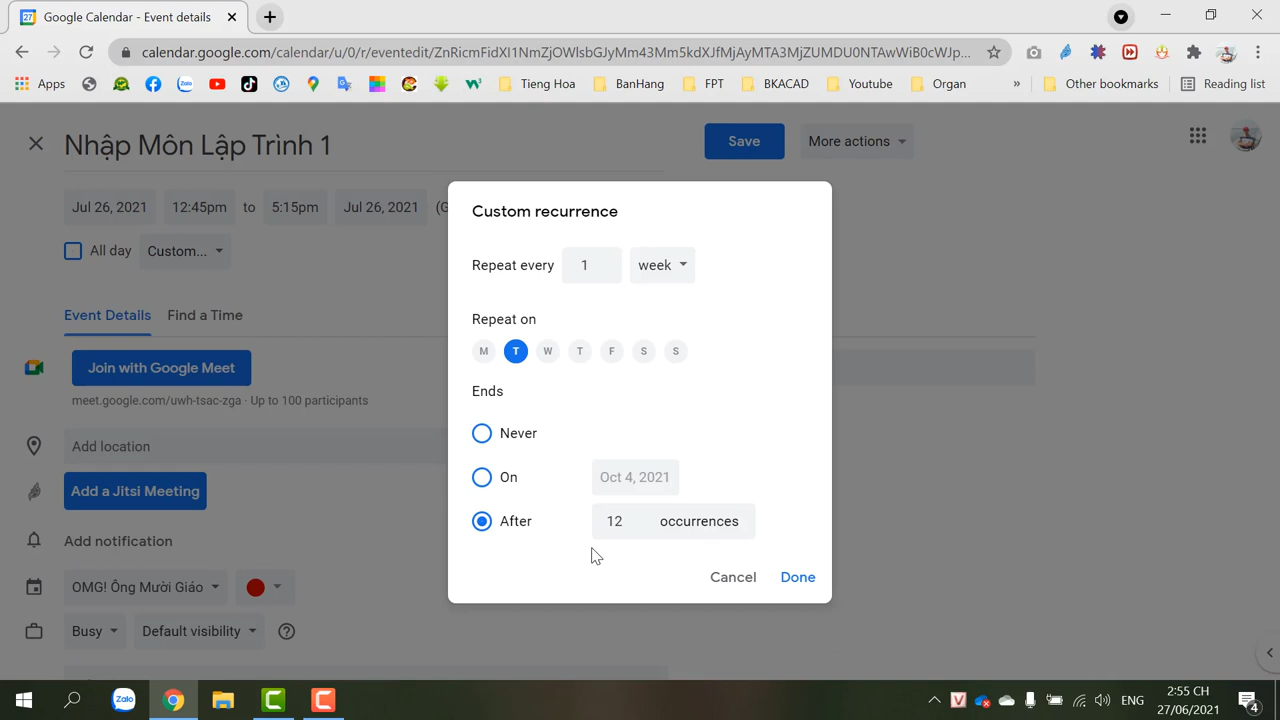 27
Google Calendar - Event details
calendar.google.com/calendar/u/0/r/eventedit/ZnRicmFidXI1NmZjOWIsbGJyMm43Mm5kdXJfMjAyMTA3MjZUMDU0NTAwWiB0cWJp...
Apps
Zalo
Tieng Hoa
BanHang
FPT
BKACAD
Youtube
Organ
»
Other bookmarks
Reading list
Nhập Môn Lập Trình 1
Save
More actions
Jul 26, 2021
12:45pm
to
5:15pm
Jul 26, 2021
(G
All day
Custom...
Event Details
Find a Time
Join with Google Meet
meet.google.com/uwh-tsac-zga · Up to 100 participants
Add location
Add a Jitsi Meeting
Add notification
OMG! Ông Mười Giáo
Busy
Default visibility
Custom recurrence
Repeat every 1 week
Repeat on
M T W T F S S
Ends
Never
On Oct 4, 2021
After 12 occurrences
Cancel
Done
Zalo
ENG
2:55 CH
27/06/2021
4